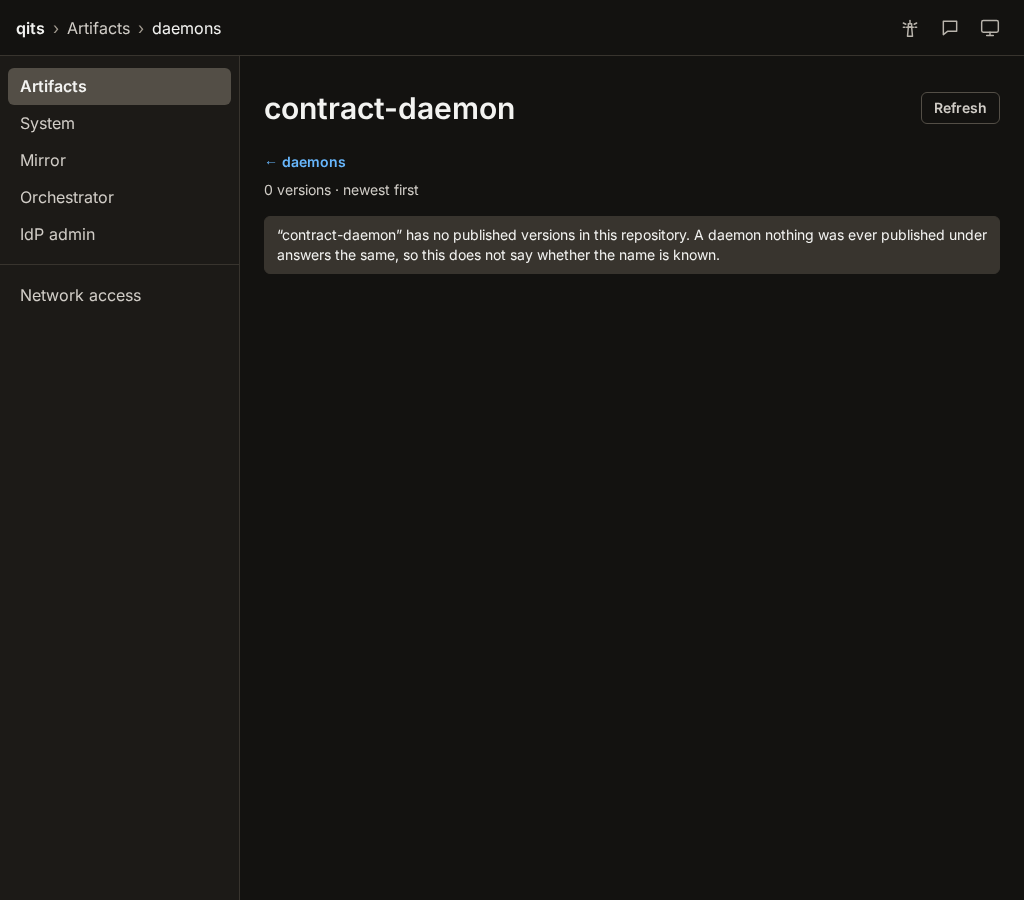 qits › Artifacts › daemons
Artifacts
System
Mirror
Orchestrator
IdP admin
Network access
contract-daemon
Refresh
← daemons
0 versions · newest first
“contract-daemon” has no published versions in this repository. A daemon nothing was ever published under
answers the same, so this does not say whether the name is known.